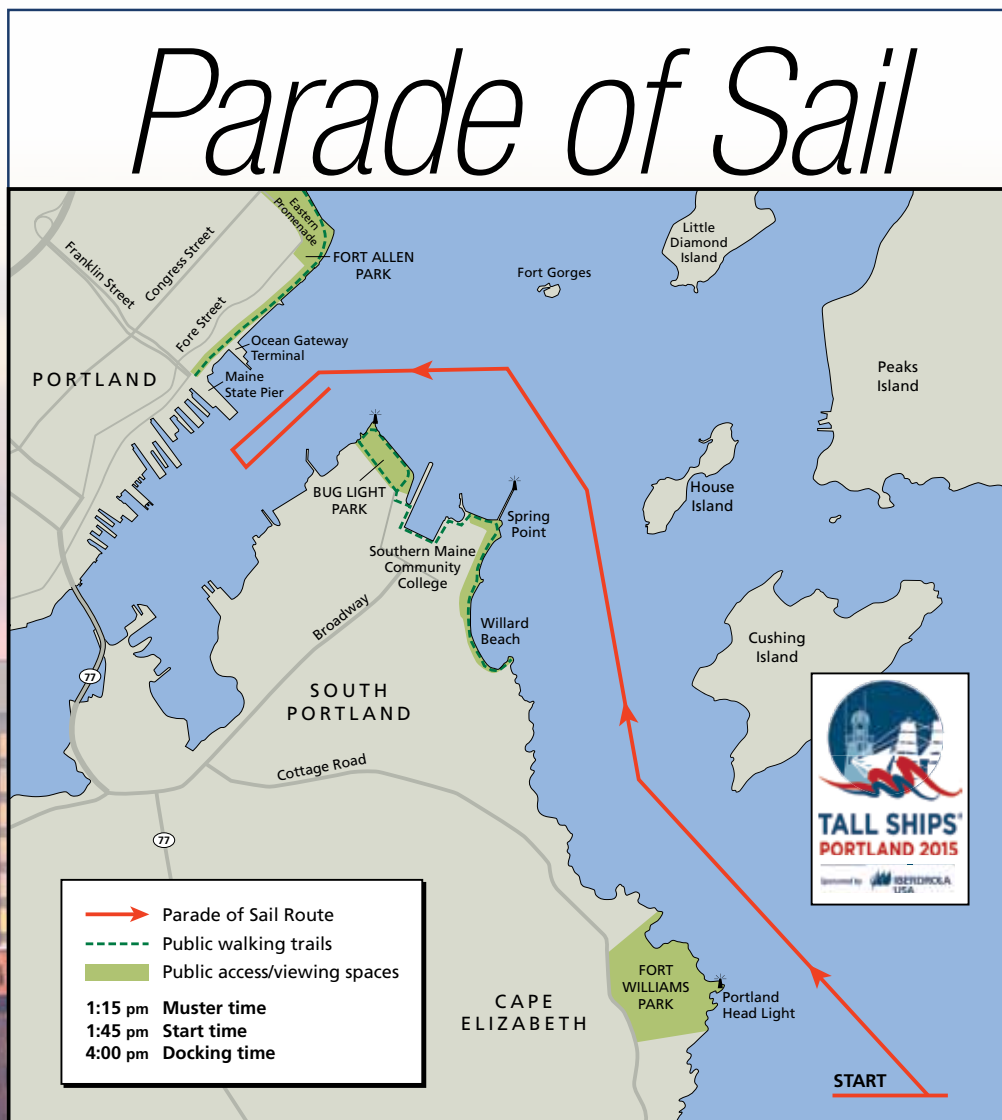 Parade of Sail
Eastern
Promenade
FORT ALLEN
PARK
Franklin Street
Congress Street
Fore Street
Ocean Gateway
Terminal
PORTLAND
Maine
State Pier
Little
Diamond
Island
Fort Gorges
Peaks
Island
BUG LIGHT
PARK
House
Island
Spring
Point
Southern Maine
Community
College
Broadway
Willard
Beach
Cushing
Island
77
SOUTH
PORTLAND
Cottage Road
77
TALL SHIPS®
PORTLAND 2015
Sponsored by
IBERDROLA
USA
Parade of Sail Route
Public walking trails
Public access/viewing spaces
1:15 pm Muster time
1:45 pm Start time
4:00 pm Docking time
CAPE
ELIZABETH
FORT
WILLIAMS
PARK
Portland
Head Light
START